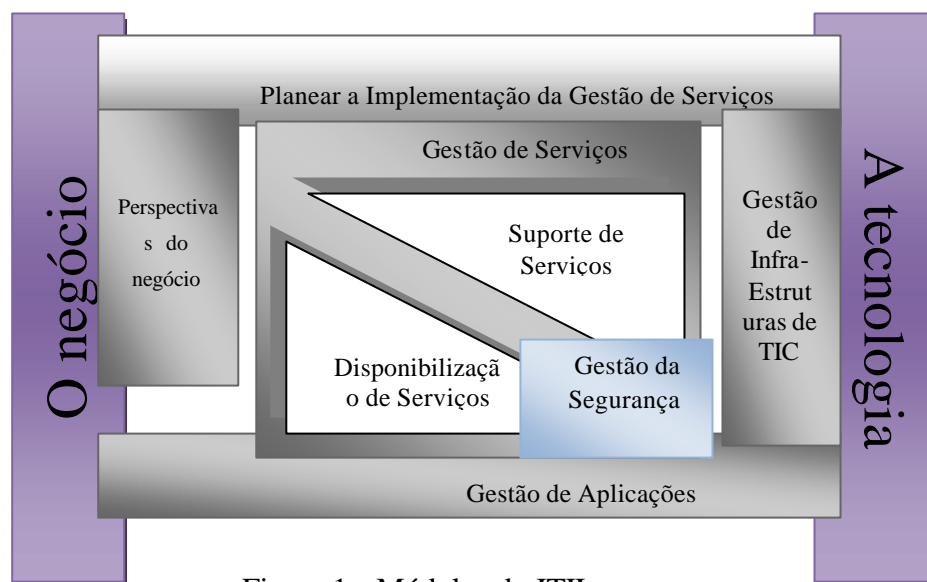 Planear a Implementação da Gestão de Serviços
O negócio
Perspectiva
s do
negócio
Gestão de Serviços
Suporte de
Serviços
Disponibilizaçã
o de Serviços
Gestão da
Segurança
Gestão
de
Infra-
Estrut
uras de
TIC
A tecnologia
Gestão de Aplicações